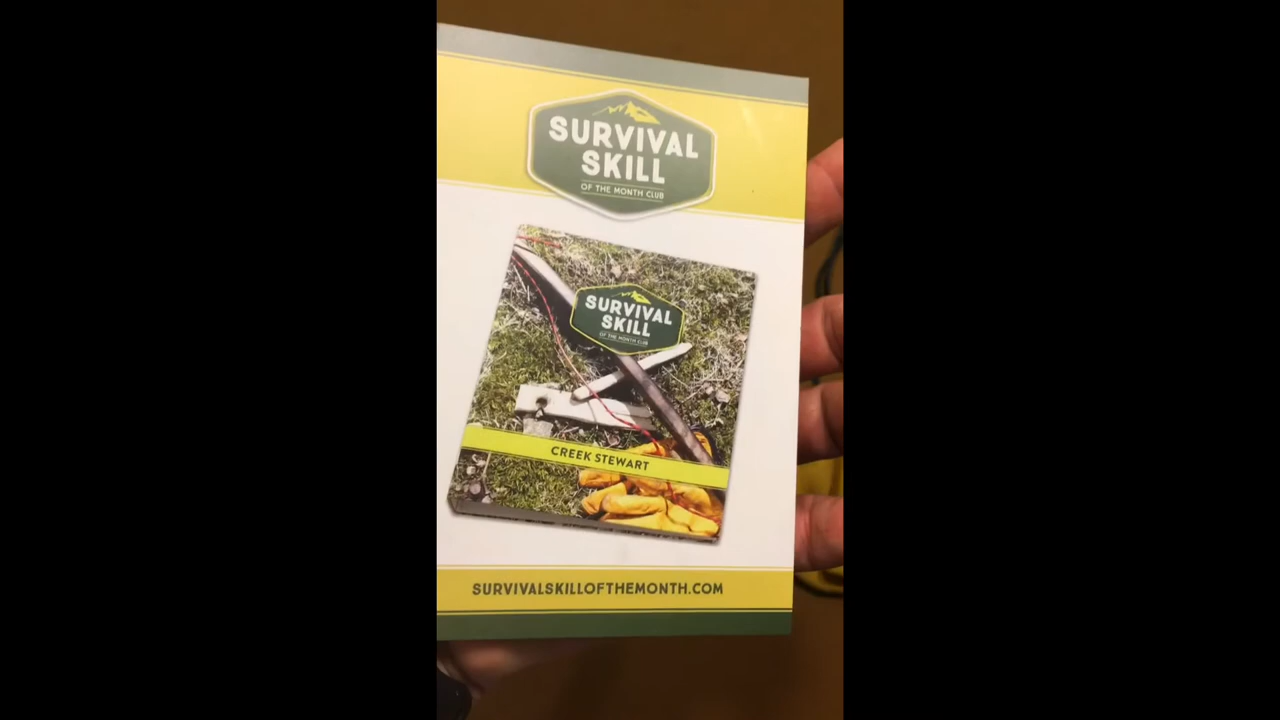 SURVIVAL
SKILL
OF THE MONTH CLUB
SURVIVAL
SKILL
OF THE MONTH CLUB
CREEK STEWART
SURVIVALSKILLOFTHEMONTH.COM